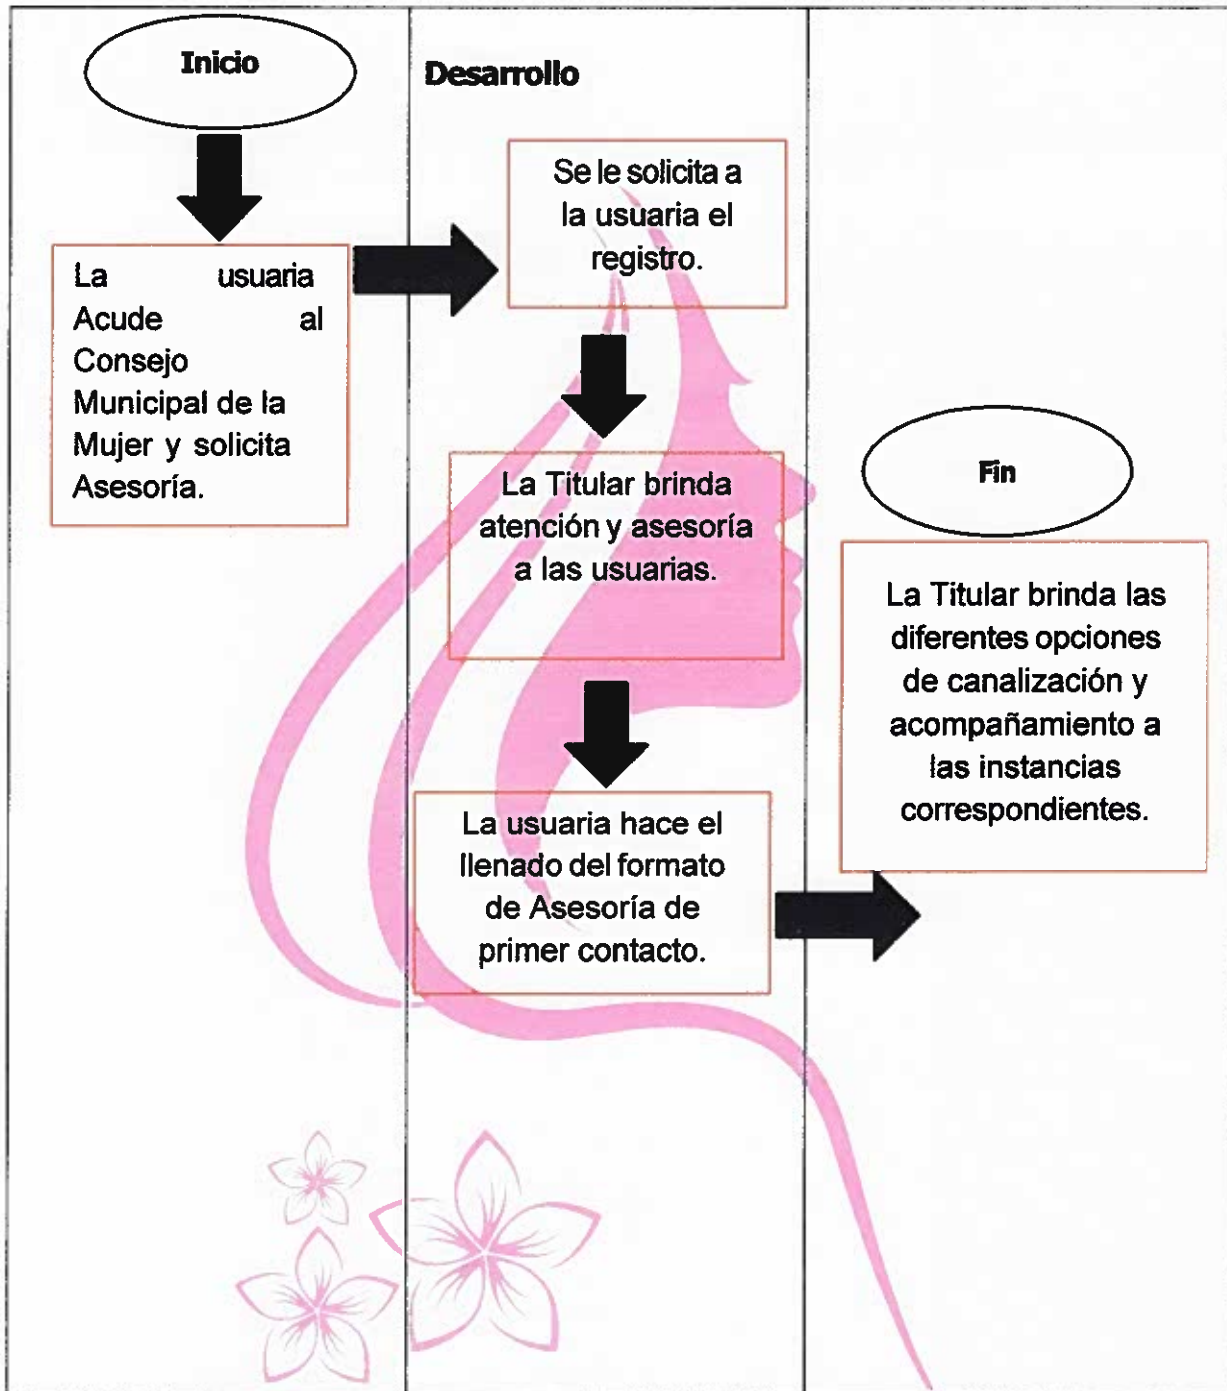 Inicio
La usuaria
Acude al
Consejo
Municipal de la
Mujer y solicita
Asesoría.
Desarrollo
Se le solicita a
la usuaria el
registro.
La Titular brinda
atención y asesoría
a las usuarias.
La usuaria hace el
llenado del formato
de Asesoría de
primer contacto.
Fin
La Titular brinda las
diferentes opciones
de canalización y
acompañamiento a
las instancias
correspondientes.